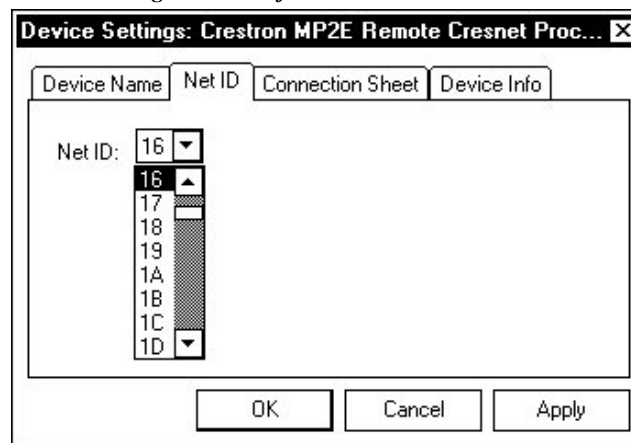 Device Settings: Crestron MP2E Remote Cresnet Proc...
Device Name Net ID Connection Sheet Device Info
Net ID: 16
16
17
18
19
1A
1B
1C
1D
OK Cancel Apply